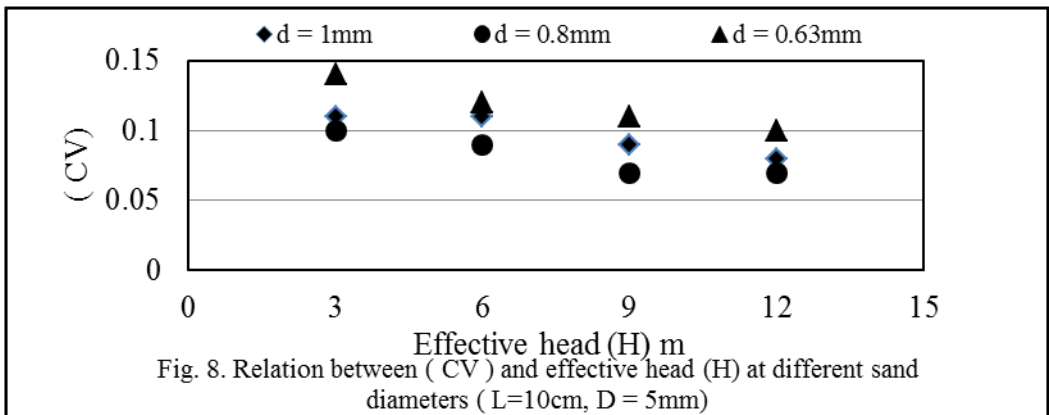 d = 1mm d = 0.8mm d = 0.63mm
0.15
0.1
0.05
0
( CV)
0 3 6 9 12 15
Effective head (H) m
Fig. 8. Relation between ( CV ) and effective head (H) at different sand
diameters ( L=10cm, D = 5mm)